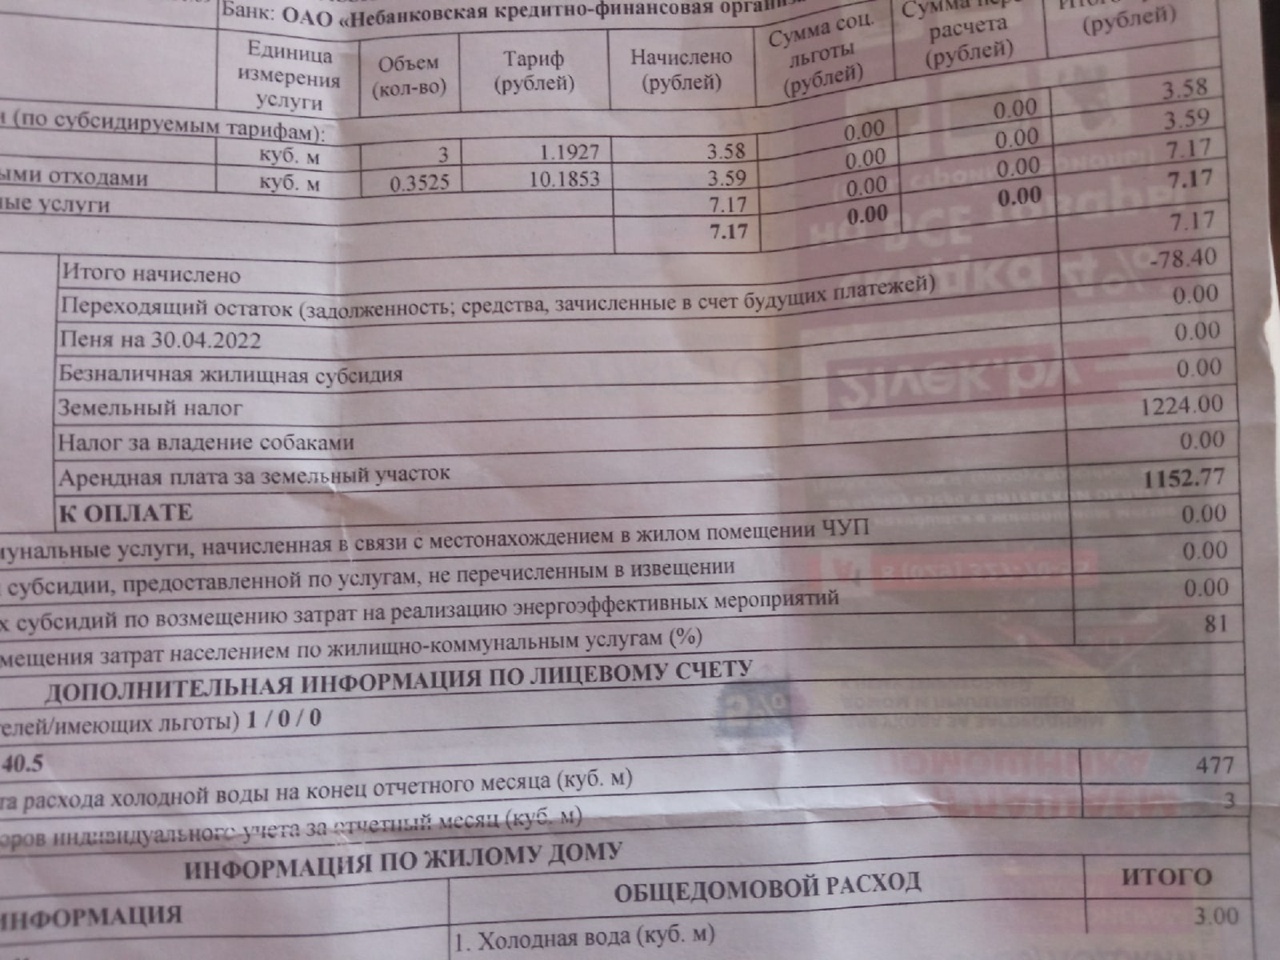 Банк: ОАО «Небанковская кредитно-финансовая
Единица измерения услуги
Объем (кол-во)
Тариф (рублей)
Начислено (рублей)
Сумма соц. льготы (рублей)
Сумма расчета (рублей)
(рублей)
(по субсидируемым тарифам):
куб. м 3 1.1927 3.58 0.00 0.00 3.58
ыми отходами куб. м 0.3525 10.1853 3.59 0.00 0.00 3.59
ные услуги 7.17 0.00 0.00 7.17
7.17 0.00 0.00 7.17
Итого начислено 7.17
Переходящий остаток (задолженность; средства, зачисленные в счет будущих платежей) -78.40
Пеня на 30.04.2022 0.00
Безналичная жилищная субсидия 0.00
Земельный налог 0.00
Налог за владение собаками 1224.00
Арендная плата за земельный участок 0.00
К ОПЛАТЕ 1152.77
мунальные услуги, начисленная в связи с местонахождением в жилом помещении ЧУП 0.00
субсидии, предоставленной по услугам, не перечисленным в извещении 0.00
х субсидий по возмещению затрат на реализацию энергоэффективных мероприятий 0.00
мещения затрат населением по жилищно-коммунальным услугам (%) 81
ДОПОЛНИТЕЛЬНАЯ ИНФОРМАЦИЯ ПО ЛИЦЕВОМУ СЧЕТУ
телей/имеющих льготы) 1 / 0 / 0
40.5
та расхода холодной воды на конец отчетного месяца (куб. м) 477
оров индивидуального учета за отчетный месяц (куб. м) 3
ИНФОРМАЦИЯ ПО ЖИЛОМУ ДОМУ
ИНФОРМАЦИЯ ОБЩЕДОМОВОЙ РАСХОД ИТОГО
1. Холодная вода (куб. м) 3.00